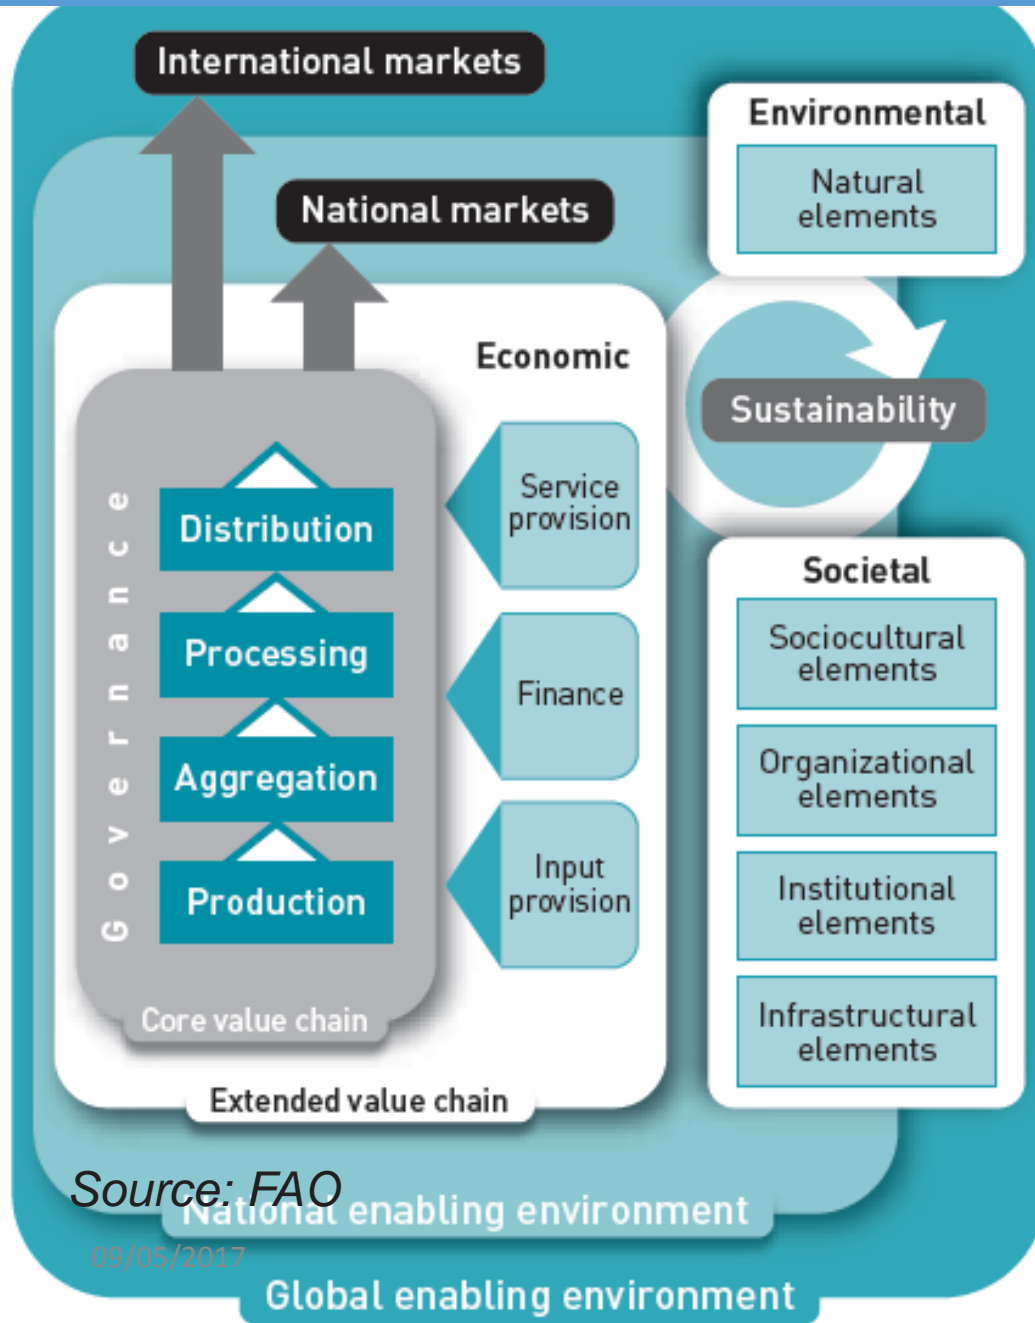 International markets
National markets
Environmental
Natural
elements
Economic
Sustainability
Governance
Distribution
Processing
Aggregation
Production
Service
provision
Finance
Input
provision
Societal
Sociocultural
elements
Organizational
elements
Institutional
elements
Infrastructural
elements
Core value chain
Extended value chain
Source: FAO
National enabling environment
09/05/2017
Global enabling environment